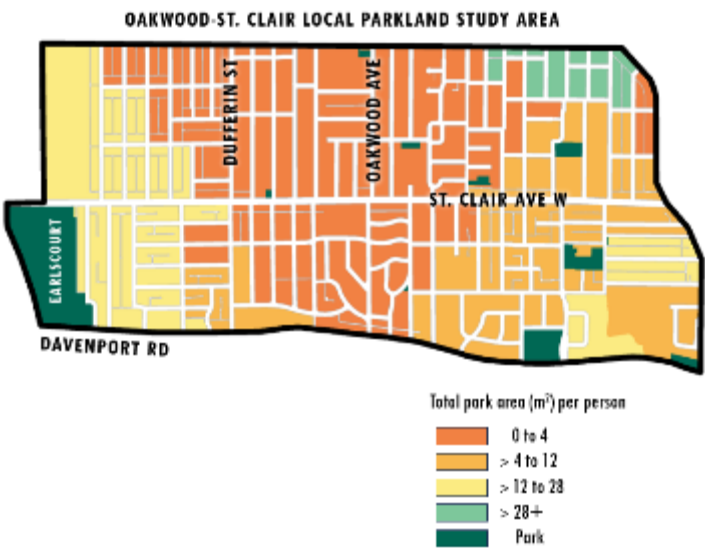 OAKWOOD-ST. CLAIR LOCAL PARKLAND STUDY AREA
DUFFERIN ST
OAKWOOD AVE
ST. CLAIR AVE W
EARLSCOURT
DAVENPORT RD
Total park area (m²) per person
0 to 4
> 4 to 12
> 12 to 28
> 28+
Park